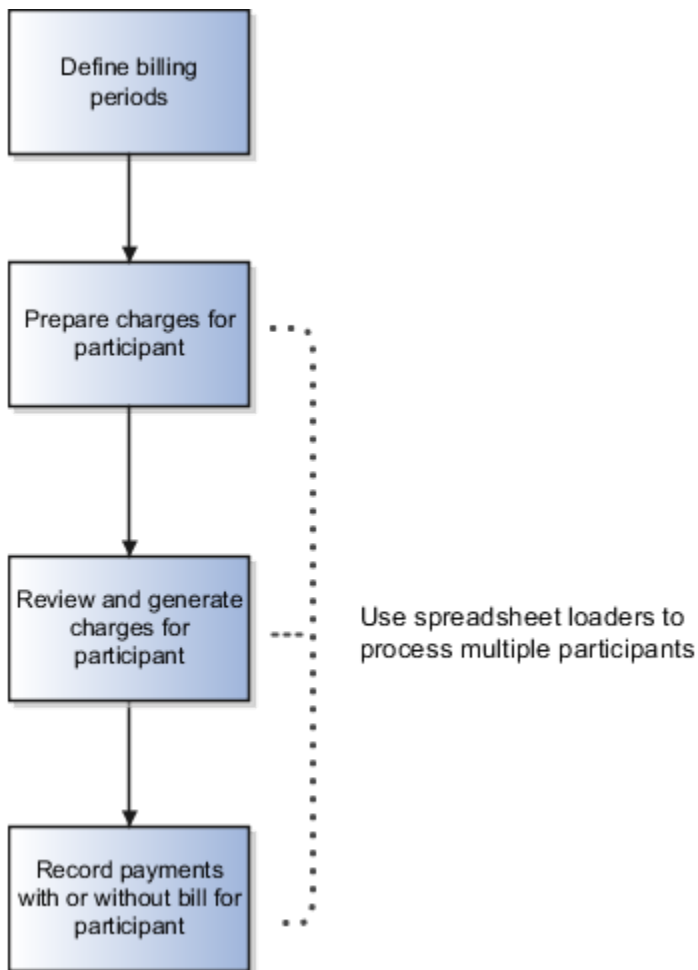 Define billing
periods
Prepare charges for
participant
Review and generate
charges for
participant
Use spreadsheet loaders to
process multiple participants
Record payments
with or without bill for
participant